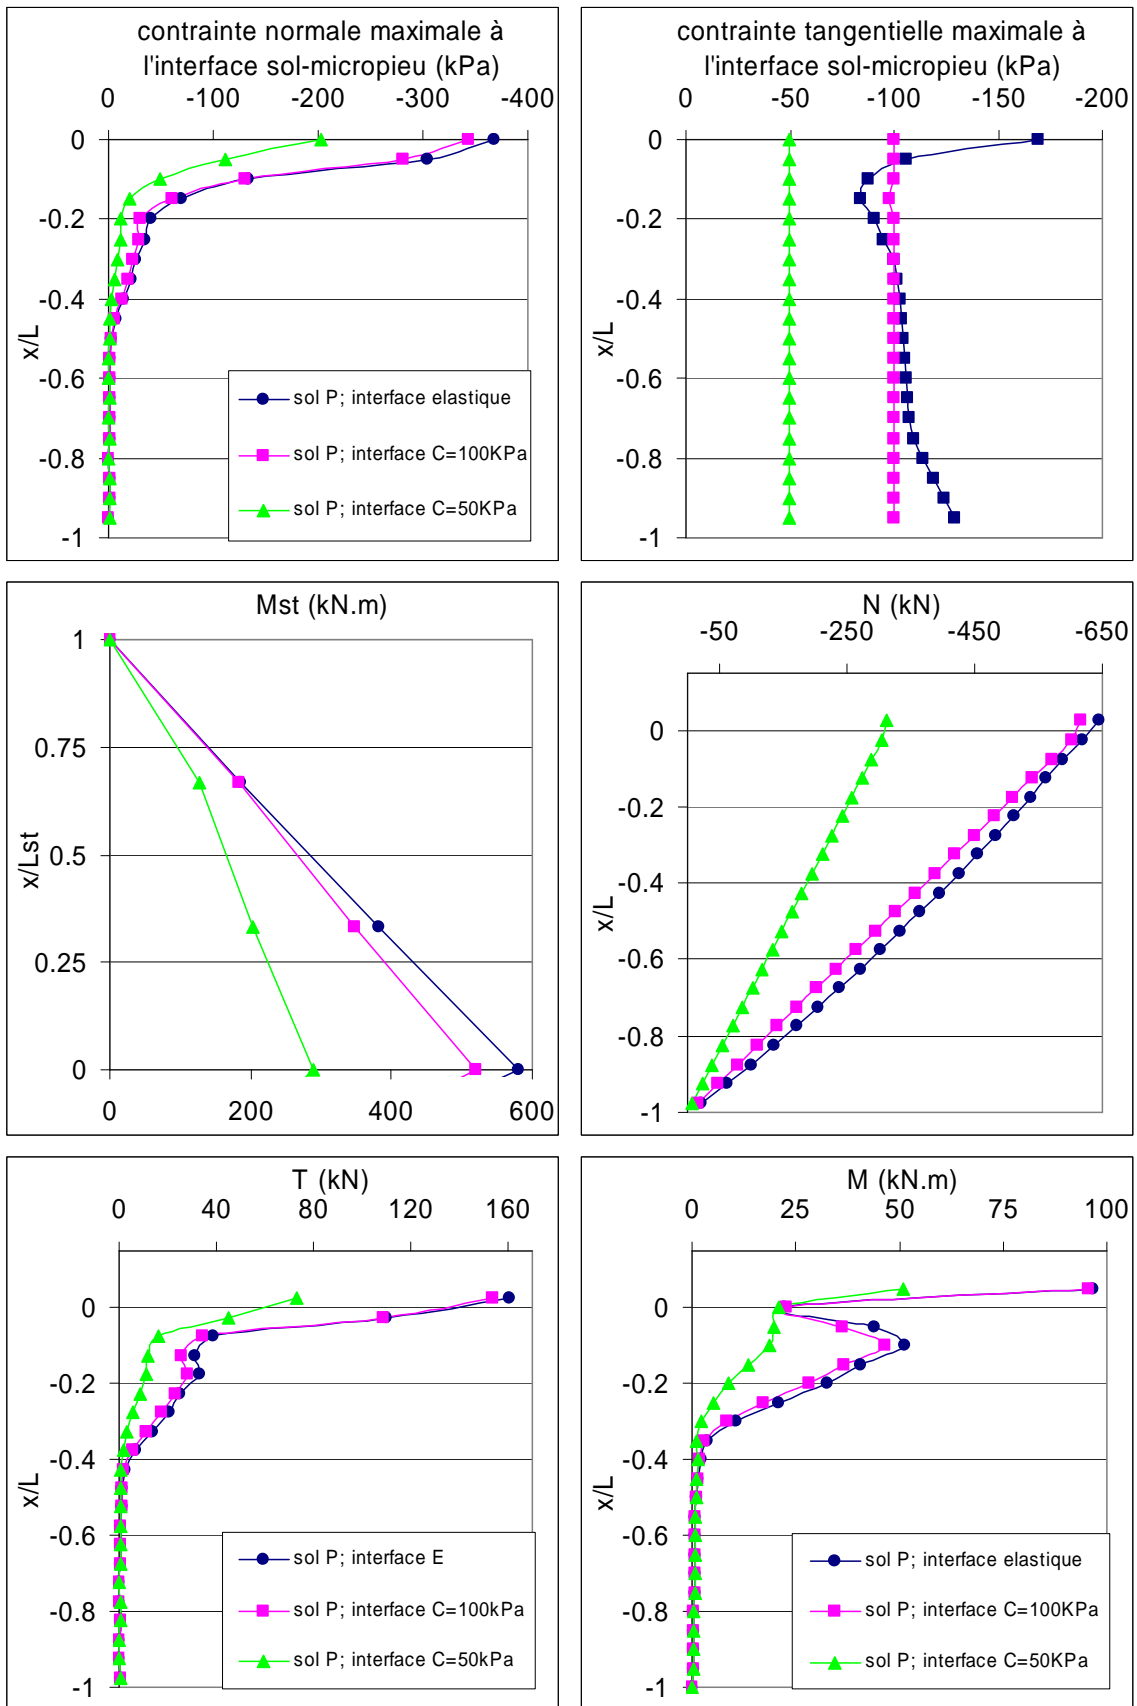 contrainte normale maximale à
l'interface sol-micropieu (kPa)
0 -100 -200 -300 -400
0
-0.2
-0.4
-0.6
-0.8
-1
x/L
sol P; interface elastique
sol P; interface C=100KPa
sol P; interface C=50KPa
contrainte tangentielle maximale à
l'interface sol-micropieu (kPa)
0 -50 -100 -150 -200
0
-0.2
-0.4
-0.6
-0.8
-1
x/L
Mst (kN.m)
1
0.75
0.5
0.25
0
x/Lst
0 200 400 600
N (kN)
-50 -250 -450 -650
0
-0.2
-0.4
-0.6
-0.8
-1
x/L
T (kN)
0 40 80 120 160
0
-0.2
-0.4
-0.6
-0.8
-1
x/L
sol P; interface E
sol P; interface C=100kPa
sol P; interface C=50kPa
M (kN.m)
0 25 50 75 100
0
-0.2
-0.4
-0.6
-0.8
-1
x/L
sol P; interface elastique
sol P; interface C=100KPa
sol P; interface C=50KPa